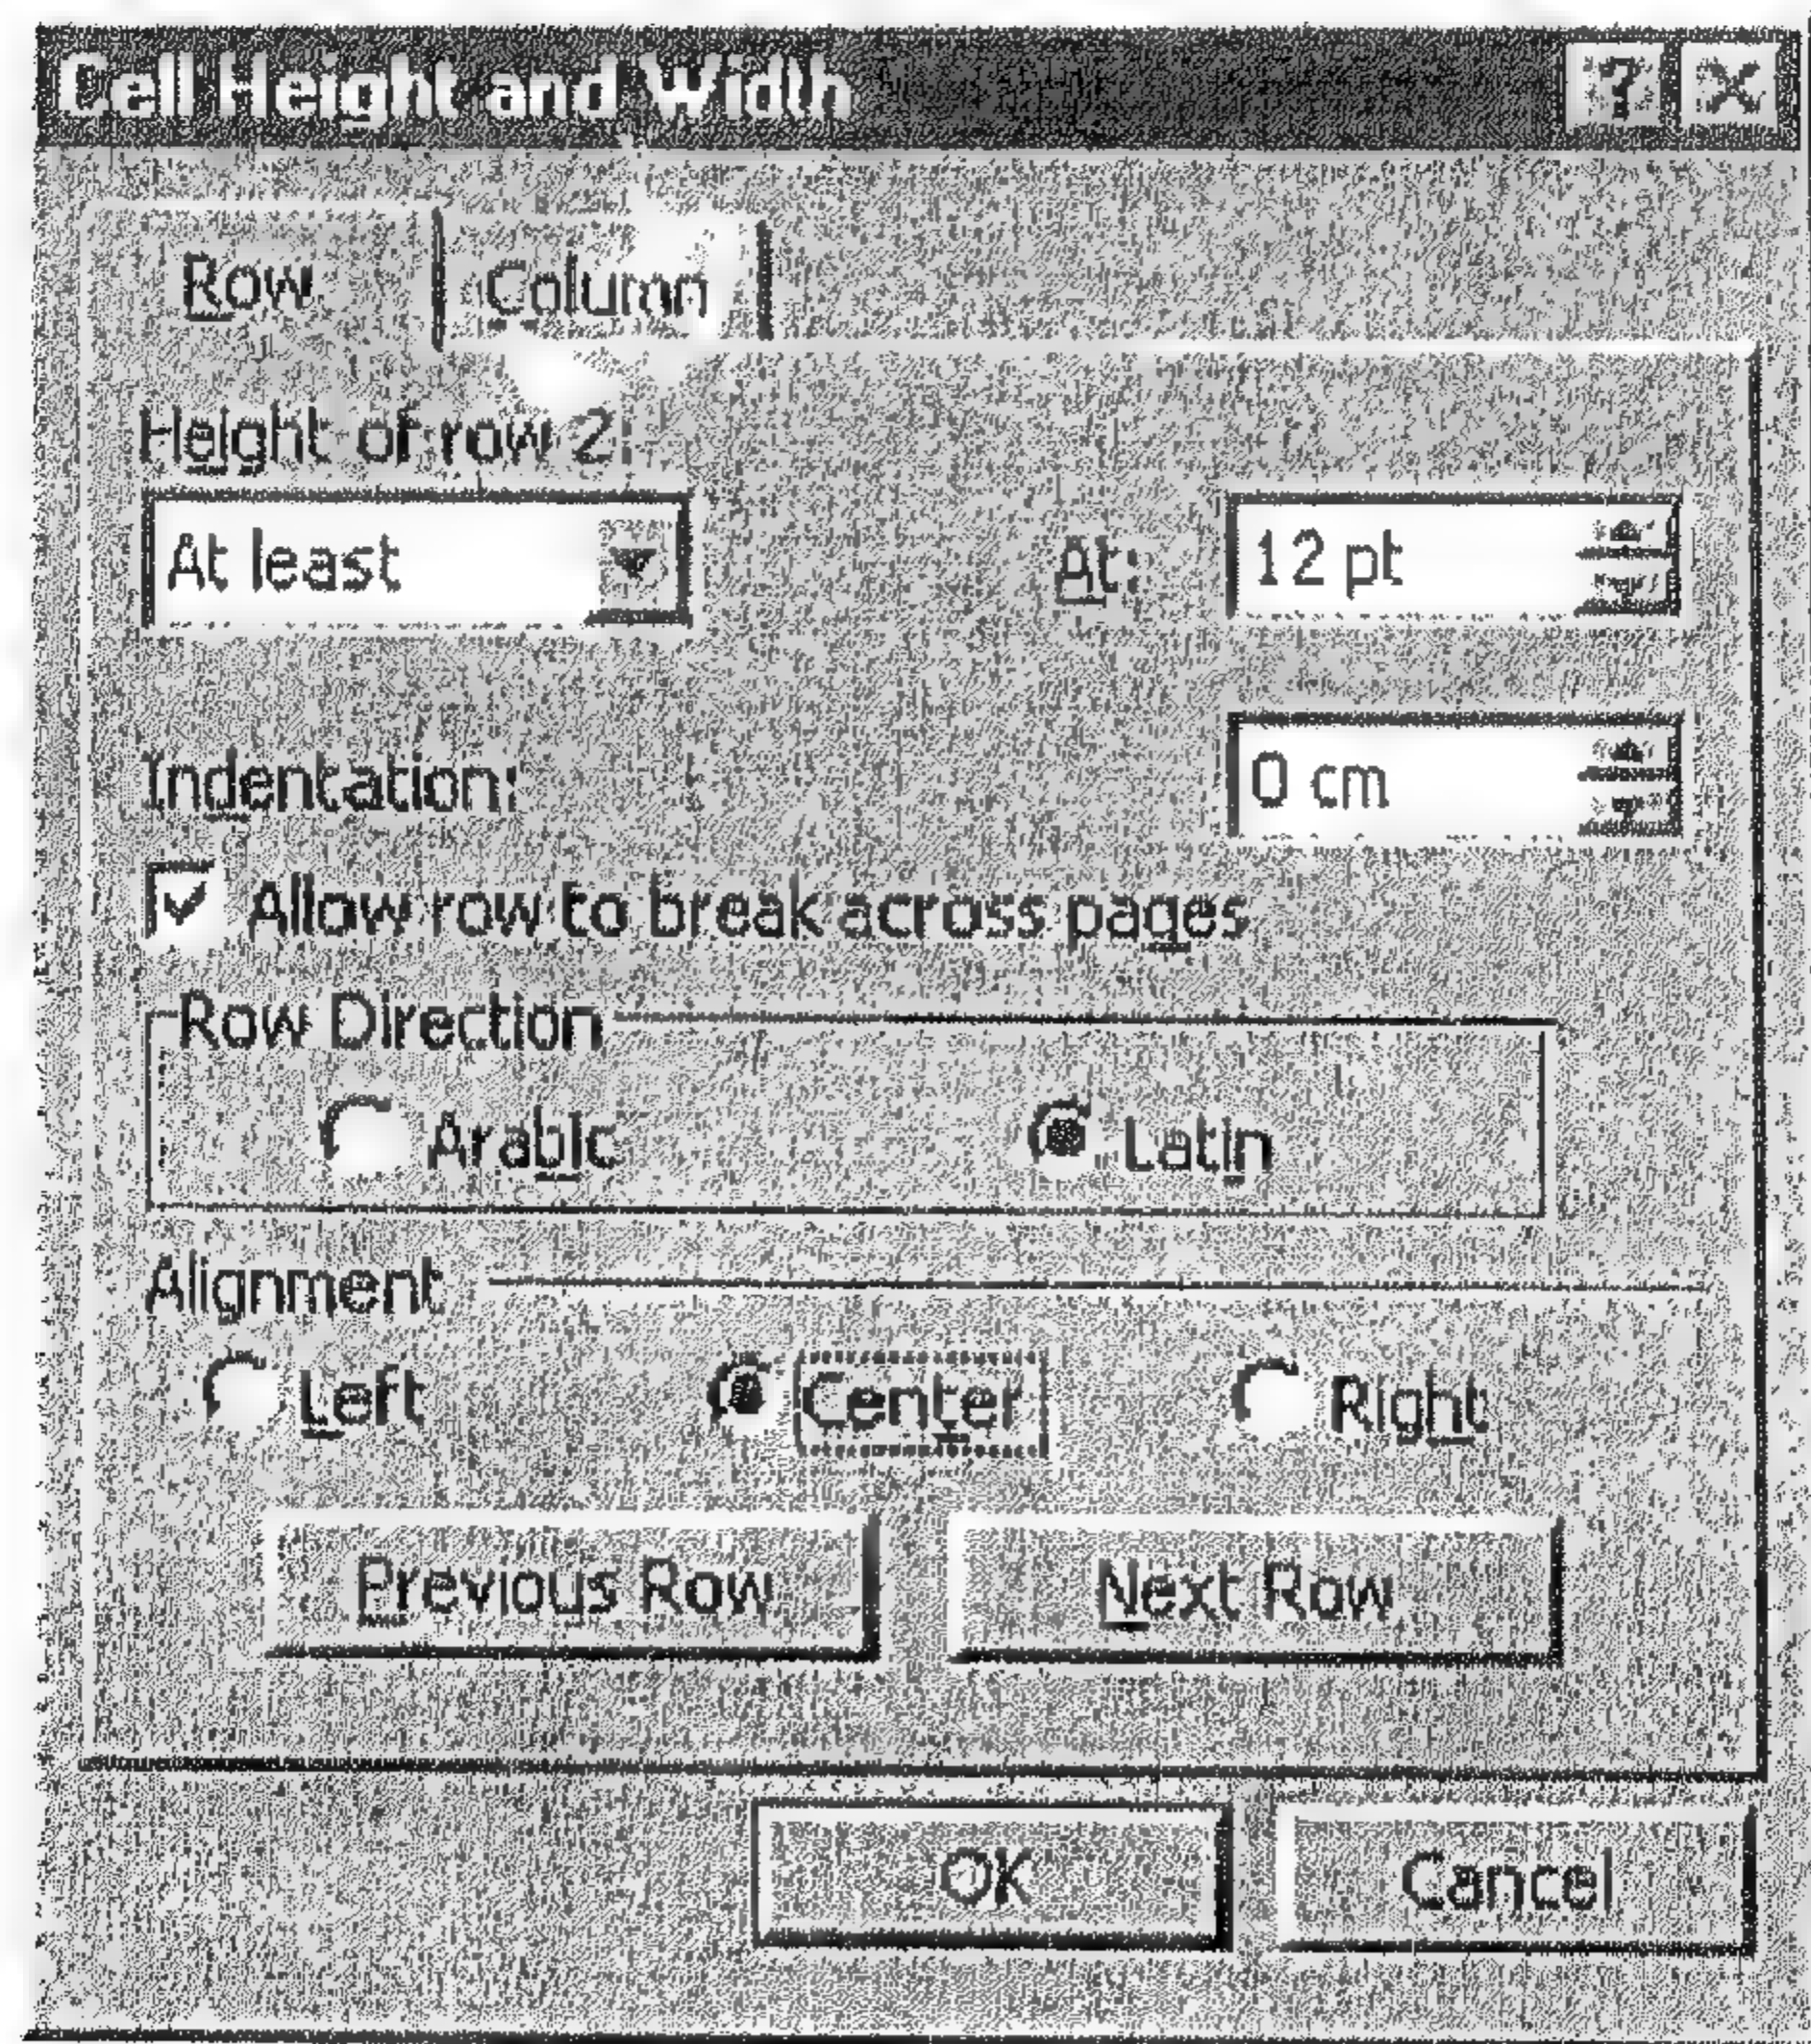 Cell Height and Width ? ×
Row Column
Height of row 2:
At least At: 12 pt
Indentation: 0 cm
Allow row to break across pages
Row Direction
Arabic Latin
Alignment
Left Center Right
Previous Row Next Row
OK Cancel